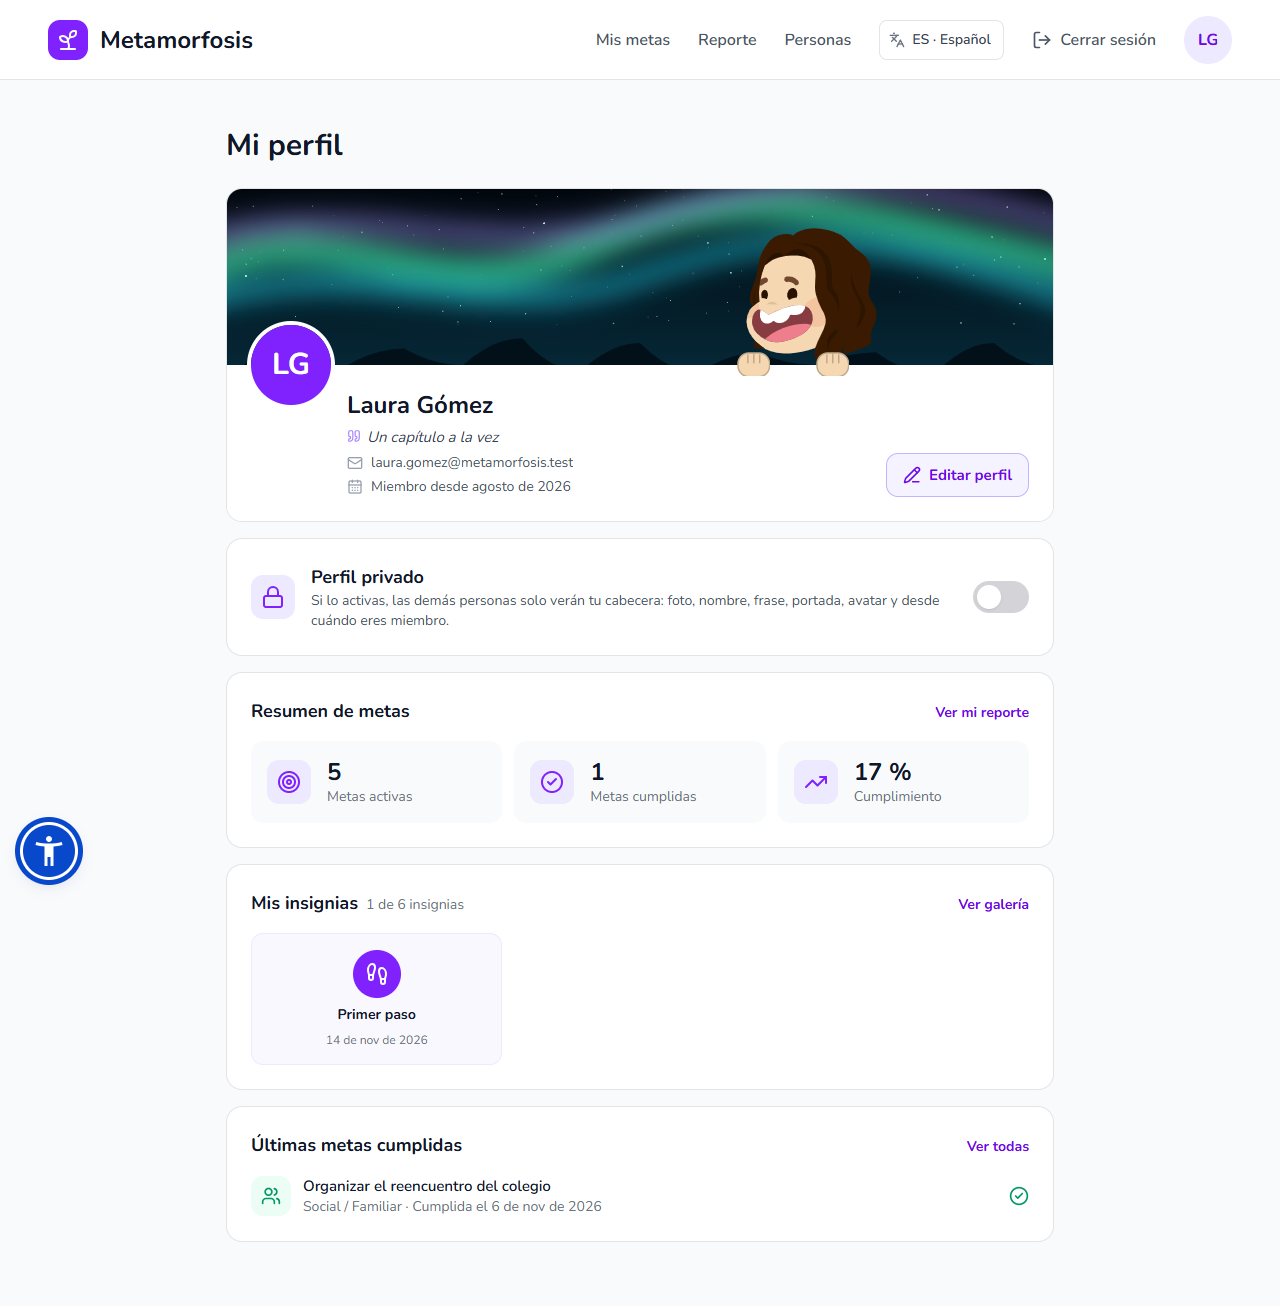 Metamorfosis
Mis metas
Reporte
Personas
ES · Español
Cerrar sesión
LG
Mi perfil
LG
Laura Gómez
Un capítulo a la vez
laura.gomez@metamorfosis.test
Miembro desde agosto de 2026
Editar perfil
Perfil privado
Si lo activas, las demás personas solo verán tu cabecera: foto, nombre, frase, portada, avatar y desde
cuándo eres miembro.
Resumen de metas
Ver mi reporte
5
Metas activas
1
Metas cumplidas
17 %
Cumplimiento
Mis insignias
1 de 6 insignias
Ver galería
Primer paso
14 de nov de 2026
Últimas metas cumplidas
Ver todas
Organizar el reencuentro del colegio
Social / Familiar · Cumplida el 6 de nov de 2026